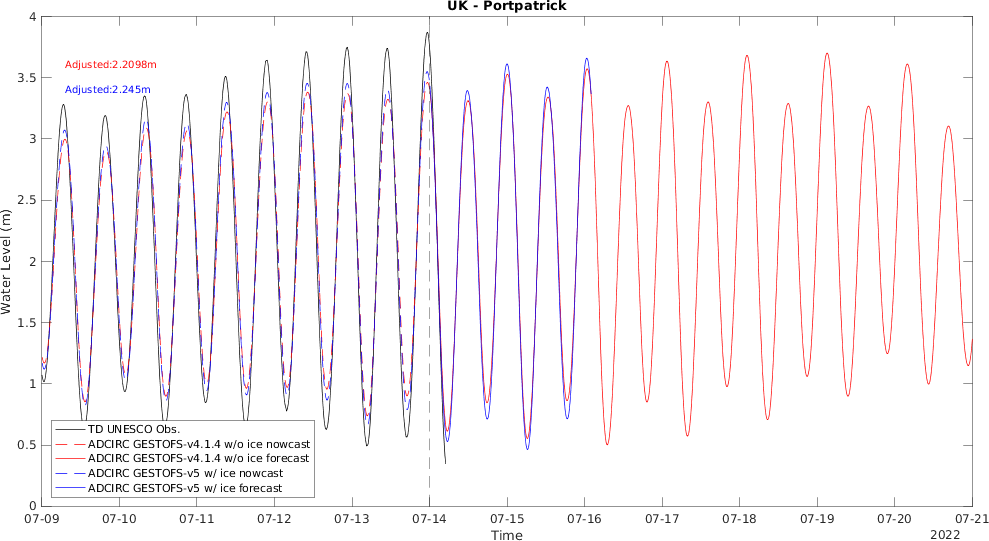 UK - Portpatrick
4
3.5
3
2.5
2
1.5
1
0.5
0
Water Level (m)
Adjusted:2.2098m
Adjusted:2.245m
TD UNESCO Obs.
ADCIRC GESTOFS-v4.1.4 w/o ice nowcast
ADCIRC GESTOFS-v4.1.4 w/o ice forecast
ADCIRC GESTOFS-v5 w/ ice nowcast
ADCIRC GESTOFS-v5 w/ ice forecast
07-09 07-10 07-11 07-12 07-13 07-14 07-15 07-16 07-17 07-18 07-19 07-20 07-21
Time
2022